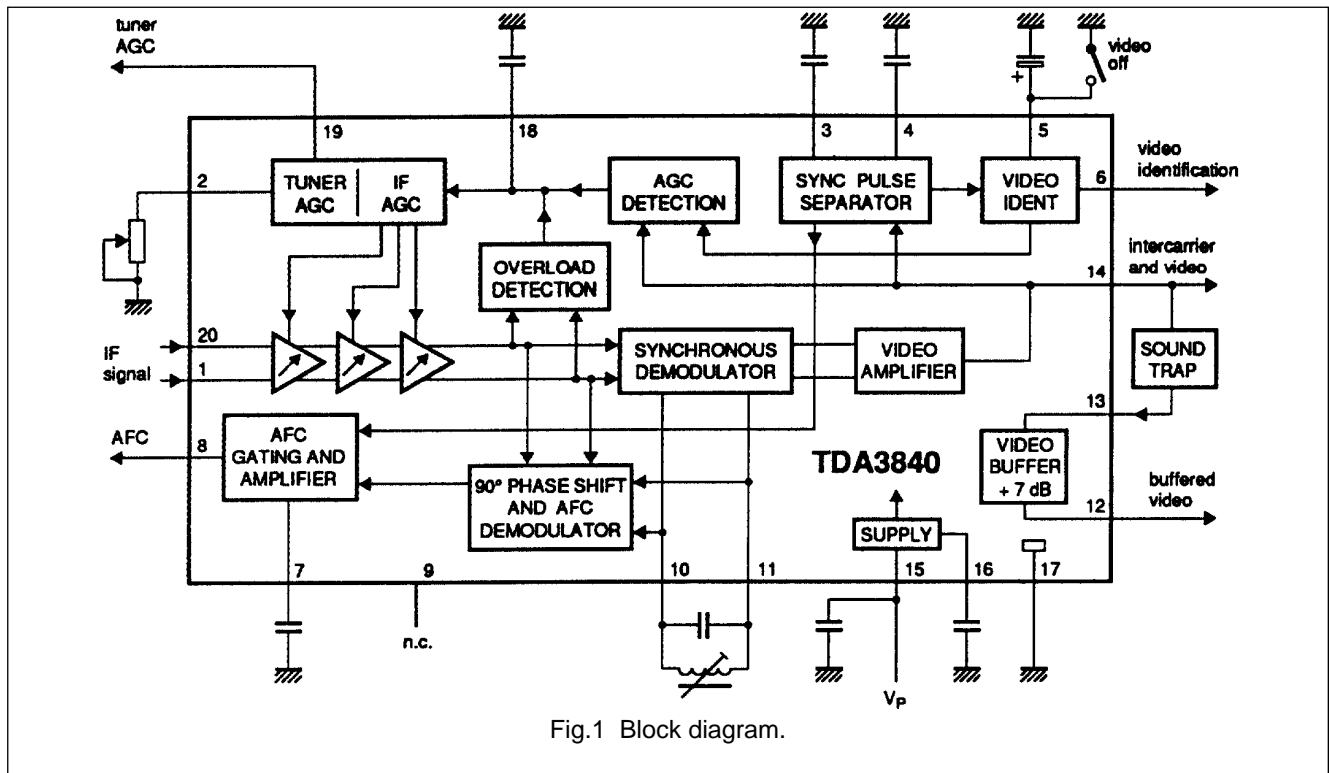 tuner
AGC
video
off
+
19
18
3
4
5
2
TUNER
AGC
IF
AGC
AGC
DETECTION
SYNC PULSE
SEPARATOR
VIDEO
IDENT
6
video
identification
OVERLOAD
DETECTION
14
intercarrier
and video
20
IF
signal
1
SYNCHRONOUS
DEMODULATOR
VIDEO
AMPLIFIER
SOUND
TRAP
13
AFC
8
AFC
GATING AND
AMPLIFIER
90° PHASE SHIFT
AND AFC
DEMODULATOR
TDA3840
VIDEO
BUFFER
+ 7 dB
12
buffered
video
SUPPLY
7
9
10
11
15
16
17
n.c.
VP
Fig.1 Block diagram.